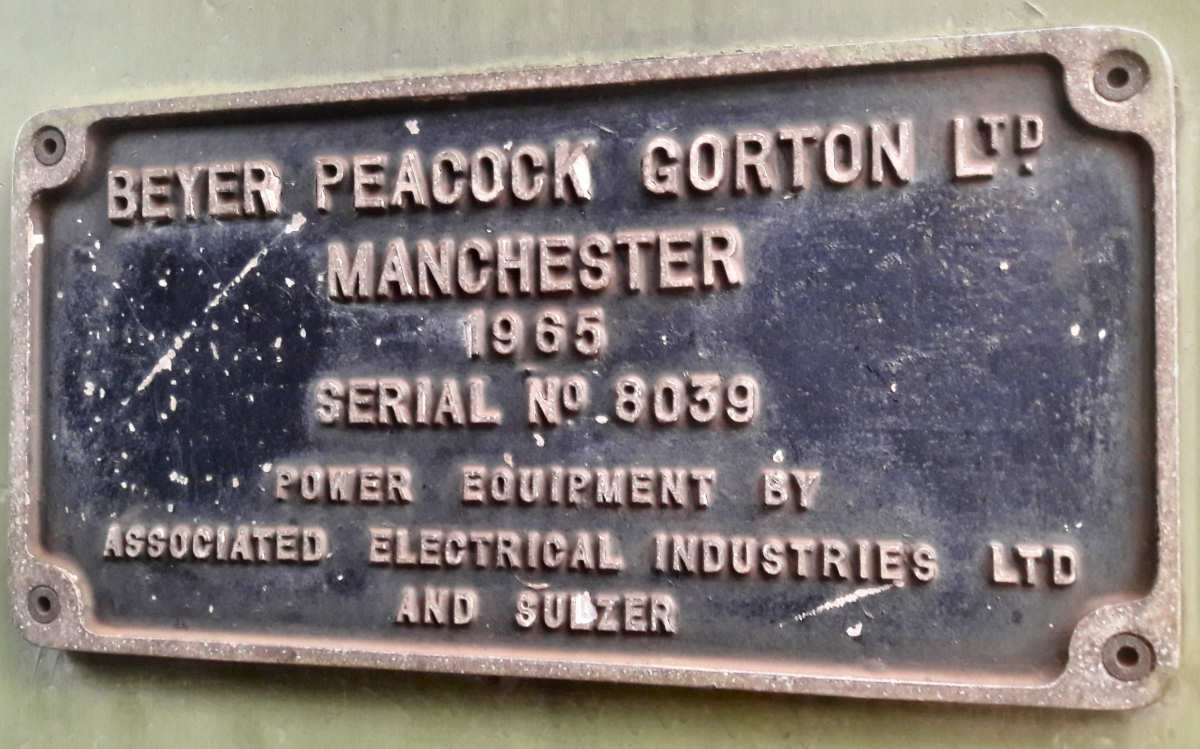 BEYER PEACOCK GORTON LTD.
MANCHESTER
1965
SERIAL No 8039
POWER EQUIPMENT BY
ASSOCIATED ELECTRICAL INDUSTRIES LTD
AND SULZER